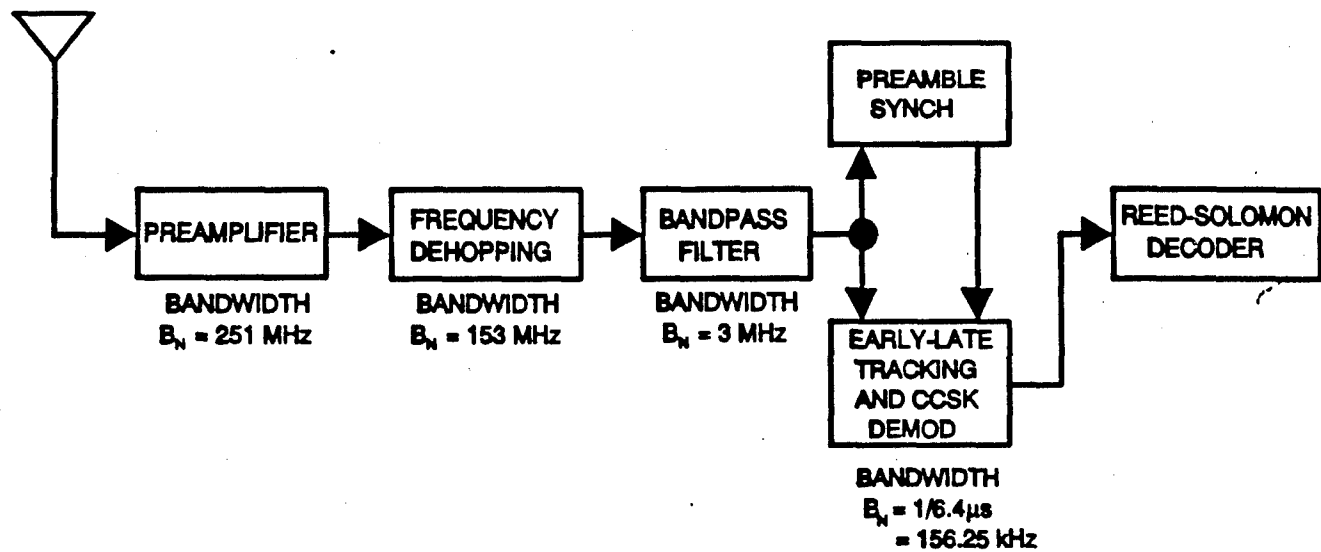 PREAMBLE
SYNCH
PREAMPLIFIER
FREQUENCY
DEHOPPING
BANDPASS
FILTER
REED-SOLOMON
DECODER
BANDWIDTH
B_N = 251 MHz
BANDWIDTH
B_N = 153 MHz
BANDWIDTH
B_N = 3 MHz
EARLY-LATE
TRACKING
AND CCSK
DEMOD
BANDWIDTH
B_N = 1/6.4µs
= 156.25 kHz